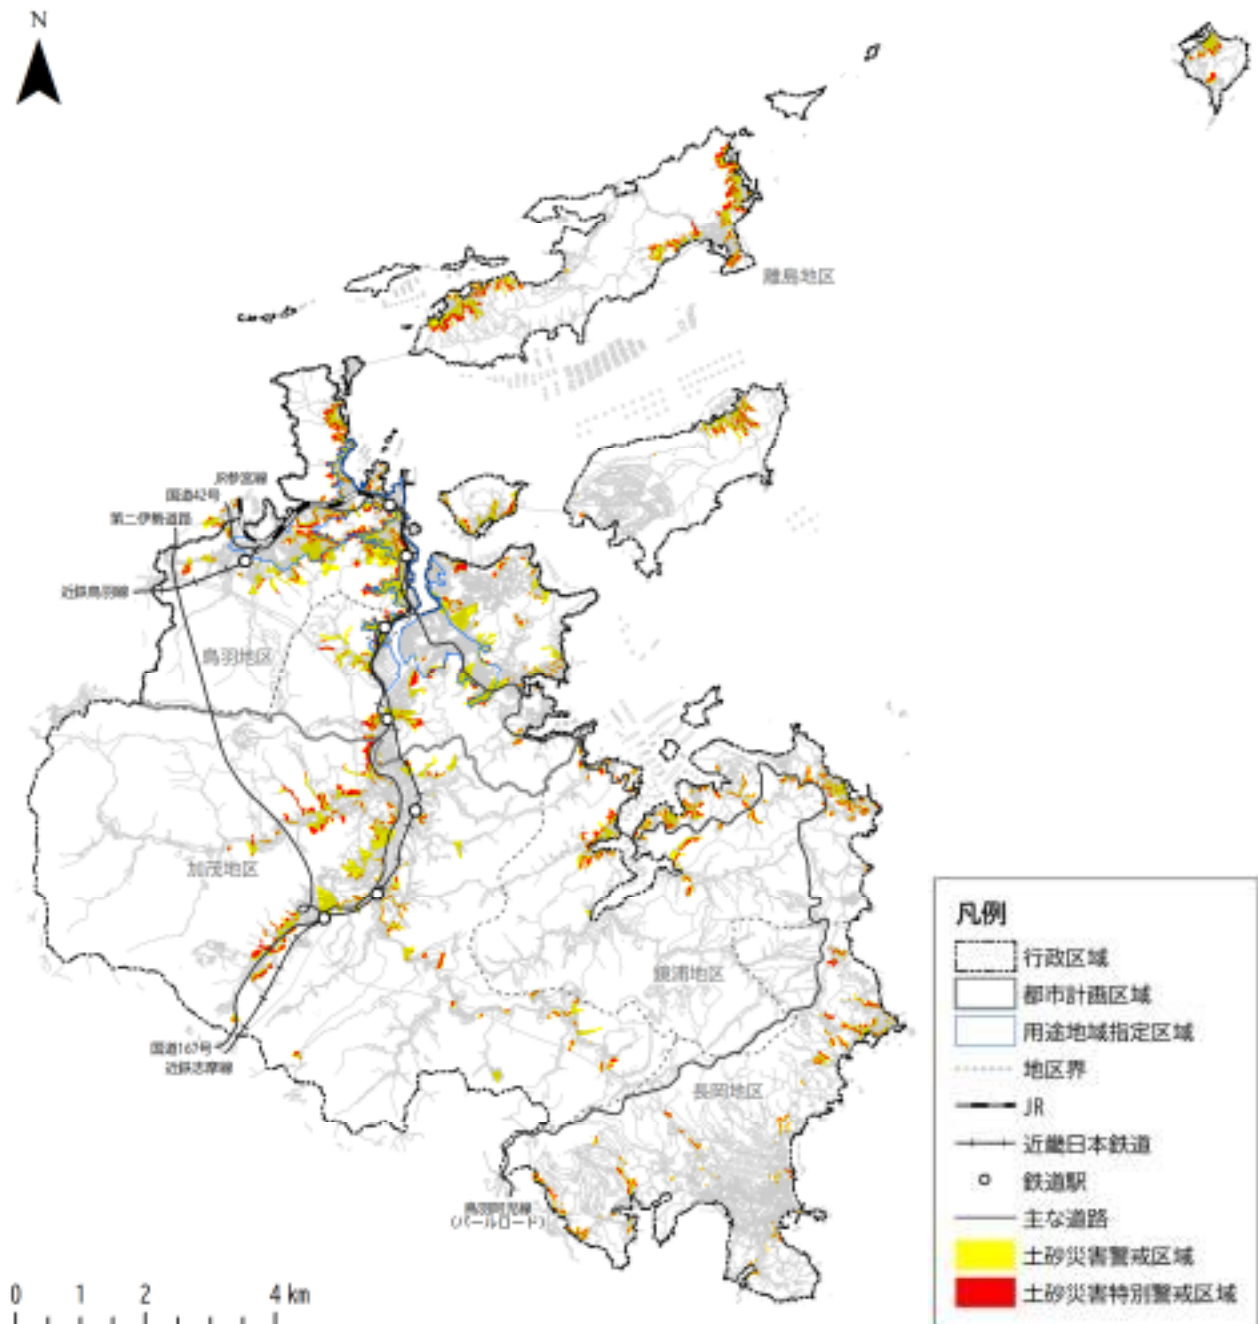 N
離島地区
JR参宮線
国道42号
第二伊勢道路
近鉄鳥羽線
鳥羽地区
加茂地区
鏡浦地区
国道167号
近鉄志摩線
長岡地区
鳥羽阿児線
(パールロード)
凡例
行政区域
都市計画区域
用途地域指定区域
地区界
JR
近畿日本鉄道
鉄道駅
主な道路
土砂災害警戒区域
土砂災害特別警戒区域
0 1 2 4 km